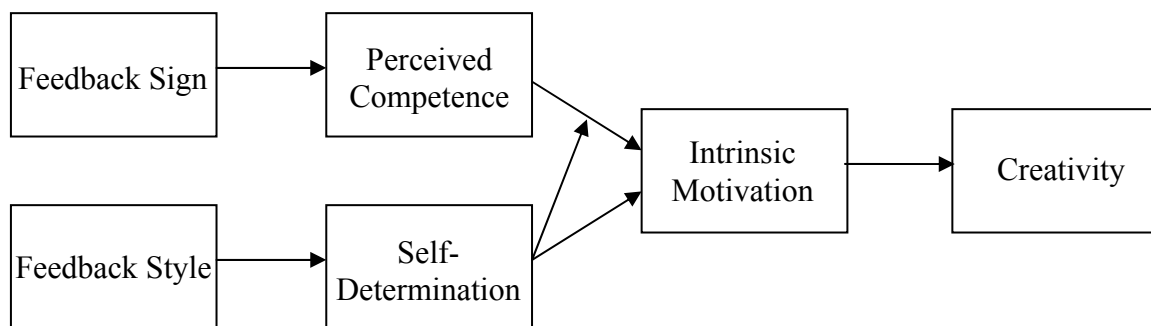 Feedback Sign
Perceived
Competence
Intrinsic
Motivation
Creativity
Feedback Style
Self-
Determination